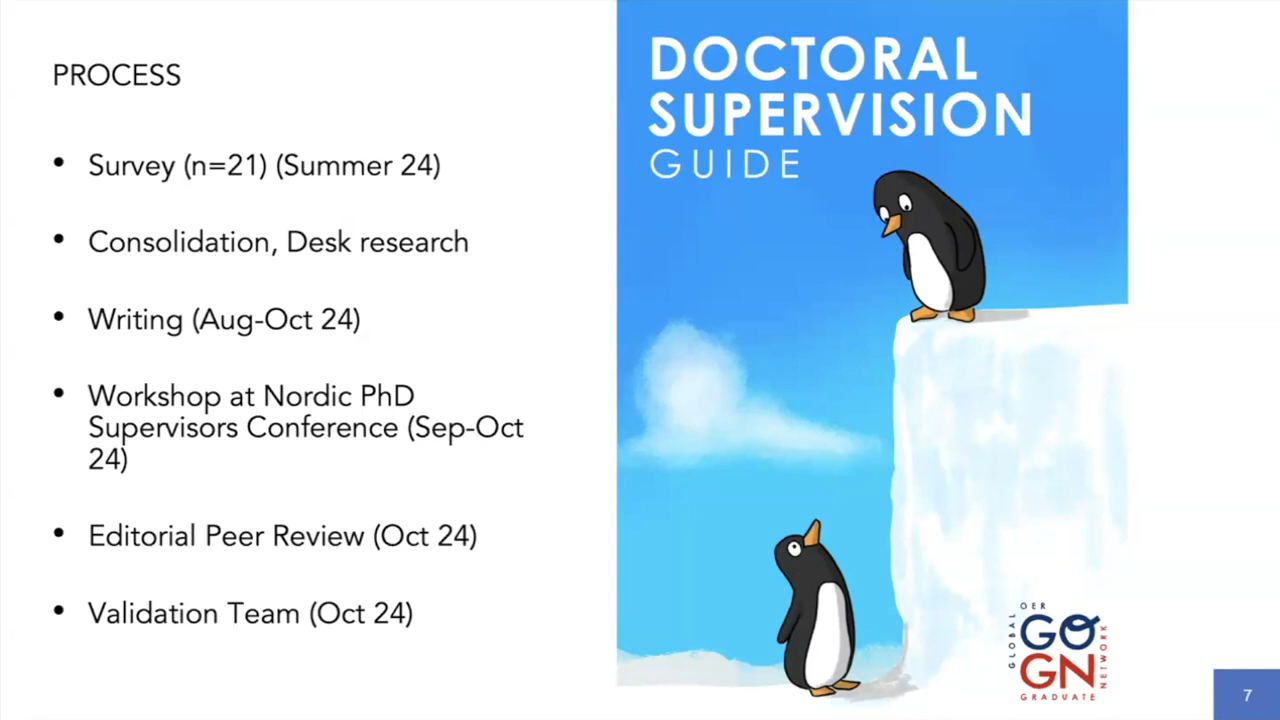 PROCESS
• Survey (n=21) (Summer 24)
• Consolidation, Desk research
• Writing (Aug-Oct 24)
• Workshop at Nordic PhD
Supervisors Conference (Sep-Oct
24)
• Editorial Peer Review (Oct 24)
• Validation Team (Oct 24)
DOCTORAL
SUPERVISION
GUIDE
OER
GLOBAL
GO
GN
NETWORK
GRADUATE
7